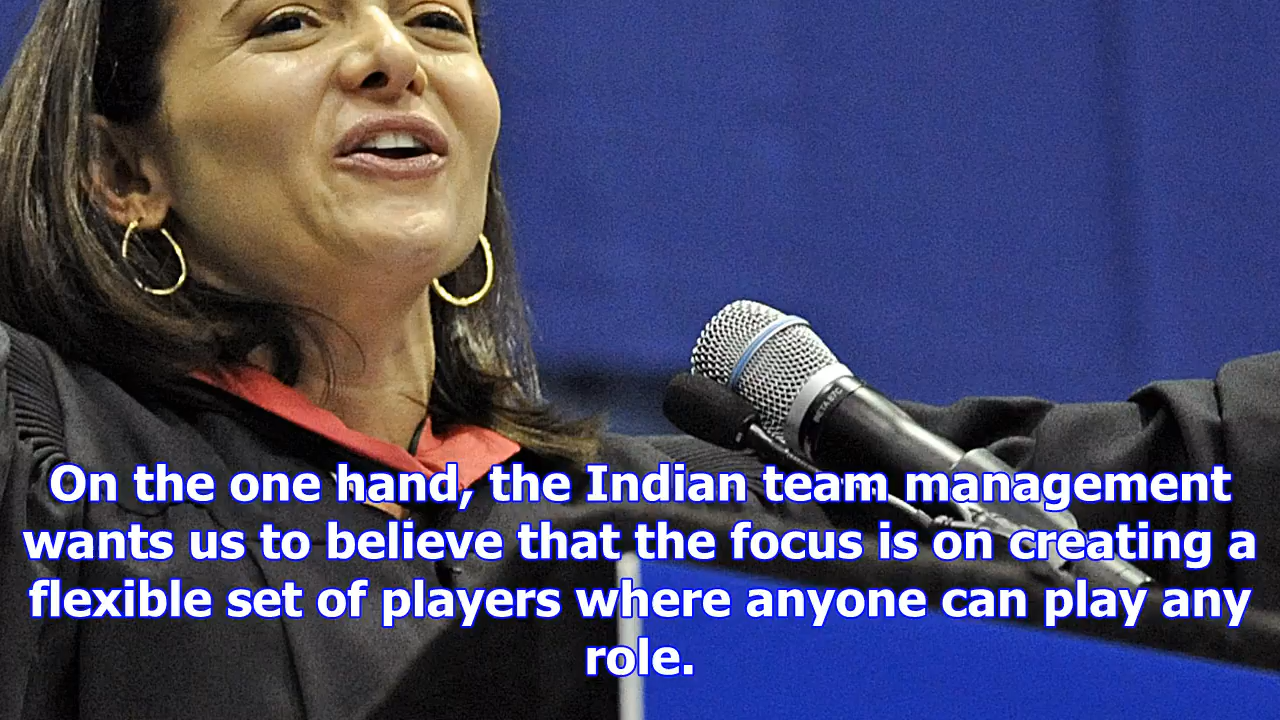 On the one hand, the Indian team management
wants us to believe that the focus is on creating a
flexible set of players where anyone can play any
role.